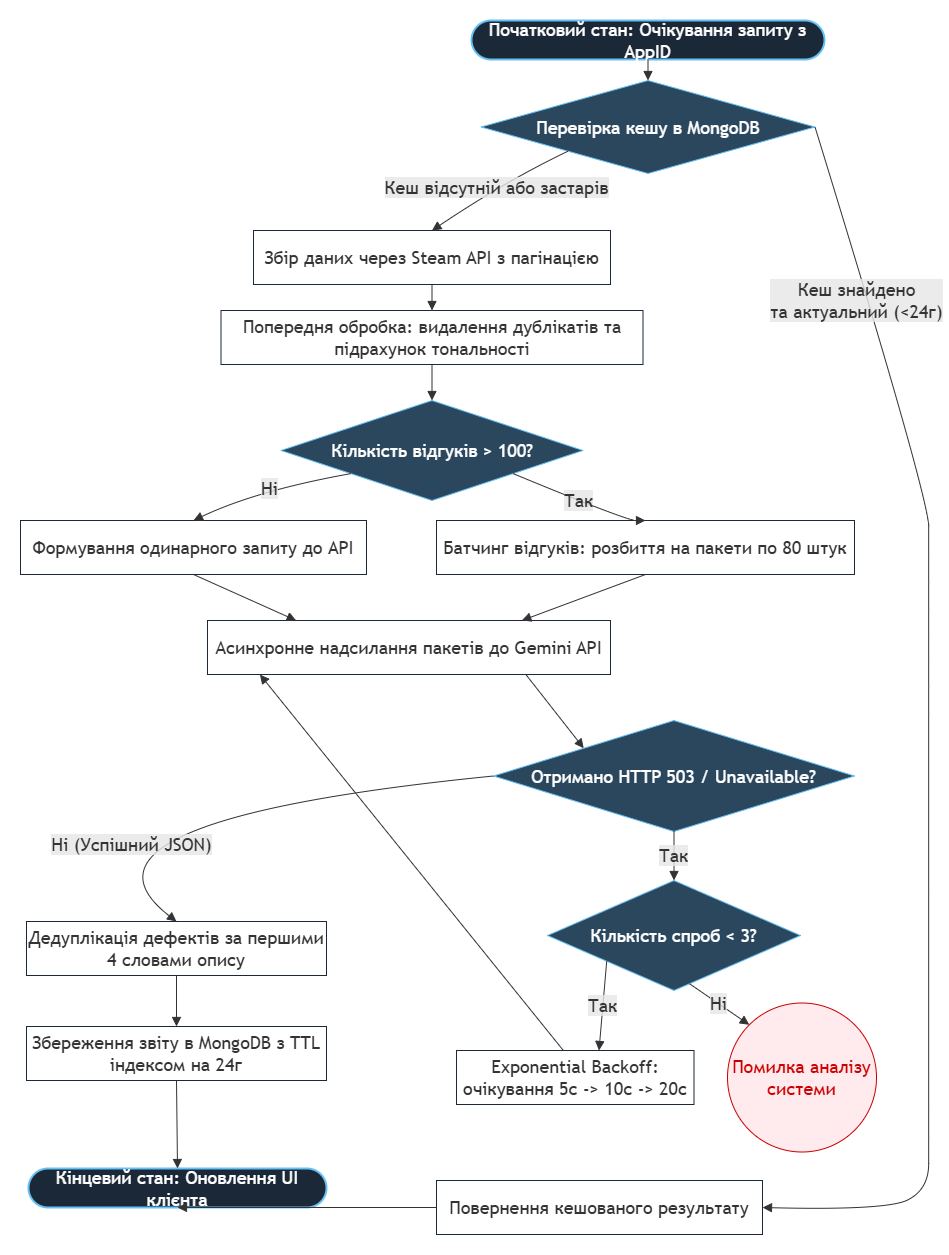 Початковий стан: Очікування запиту з
AppID
Перевірка кешу в MongoDB
Кеш відсутній або застарів
Збір даних через Steam API з пагінацією
Кеш знайдено
та актуальний (<24г)
Попередня обробка: видалення дублікатів та
підрахунок тональності
Кількість відгуків > 100?
Ні
Так
Формування одинарного запиту до API
Батчинг відгуків: розбиття на пакети по 80 штук
Асинхронне надсилання пакетів до Gemini API
Отримано HTTP 503 / Unavailable?
Ні (Успішний JSON)
Так
Дедуплікація дефектів за першими
4 словами опису
Кількість спроб < 3?
Так
Ні
Збереження звіту в MongoDB з TTL
індексом на 24г
Exponential Backoff:
очікування 5с -> 10с -> 20с
Помилка аналізу
системи
Кінцевий стан: Оновлення UI
клієнта
Повернення кешованого результату